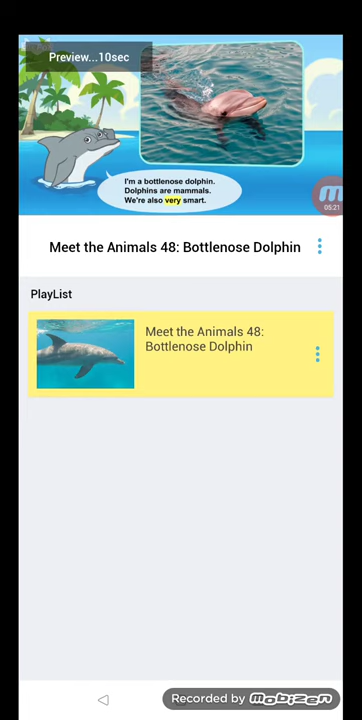 Preview...10sec
I'm a bottlenose dolphin.
Dolphins are mammals.
We're also very smart.
05:21
Meet the Animals 48: Bottlenose Dolphin
PlayList
Meet the Animals 48:
Bottlenose Dolphin
Recorded by mobizen